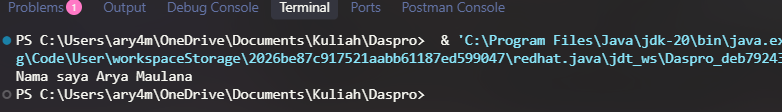 Problems 1 Output Debug Console Terminal Ports Postman Console
PS C:\Users\ary4m\OneDrive\Documents\Kuliah\Daspro> & 'C:\Program Files\Java\jdk-20\bin\java.ex
g\Code\User\workspaceStorage\2026be87c917521aabb61187ed599047\redhat.java\jdt_ws\Daspro_deb79243
Nama saya Arya Maulana
PS C:\Users\ary4m\OneDrive\Documents\Kuliah\Daspro>